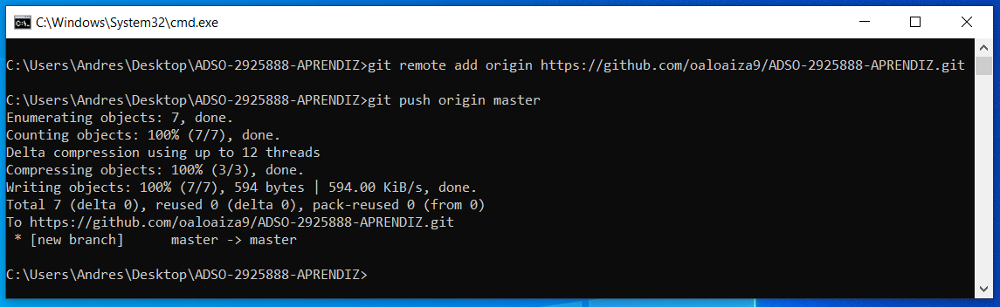 C:\Windows\System32\cmd.exe
C:\Users\Andres\Desktop\ADSO-2925888-APRENDIZ>git remote add origin https://github.com/oaloaiza9/ADSO-2925888-APRENDIZ.git
C:\Users\Andres\Desktop\ADSO-2925888-APRENDIZ>git push origin master
Enumerating objects: 7, done.
Counting objects: 100% (7/7), done.
Delta compression using up to 12 threads
Compressing objects: 100% (3/3), done.
Writing objects: 100% (7/7), 594 bytes | 594.00 KiB/s, done.
Total 7 (delta 0), reused 0 (delta 0), pack-reused 0 (from 0)
To https://github.com/oaloaiza9/ADSO-2925888-APRENDIZ.git
 * [new branch]      master -> master
C:\Users\Andres\Desktop\ADSO-2925888-APRENDIZ>